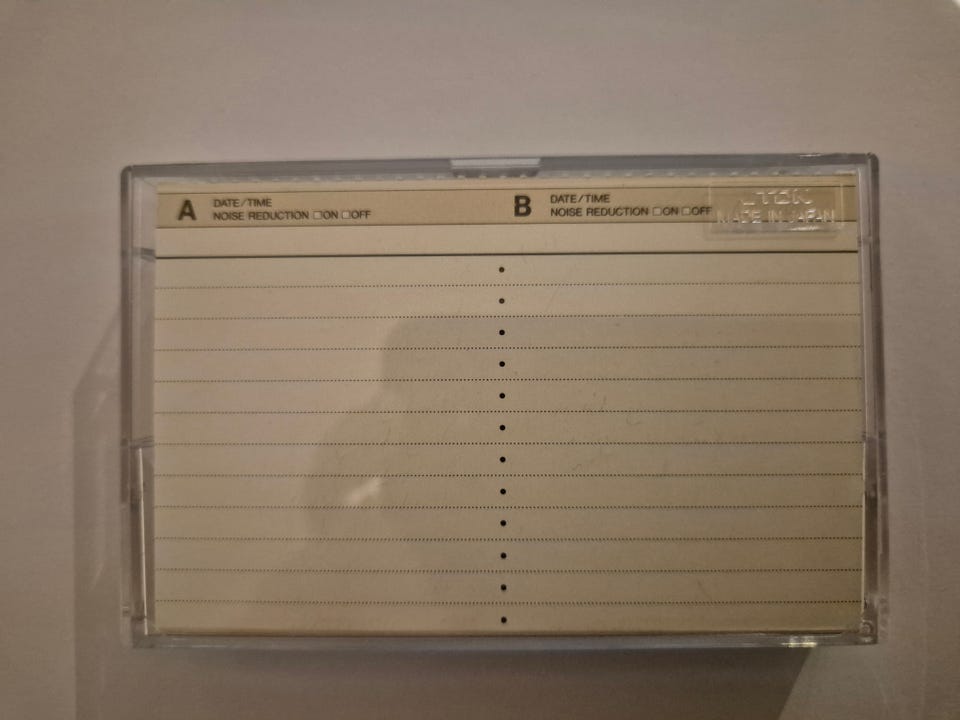 A DATE/TIME
NOISE REDUCTION □ON □OFF
B DATE/TIME
NOISE REDUCTION □ON □OFF
MADE IN JAPAN